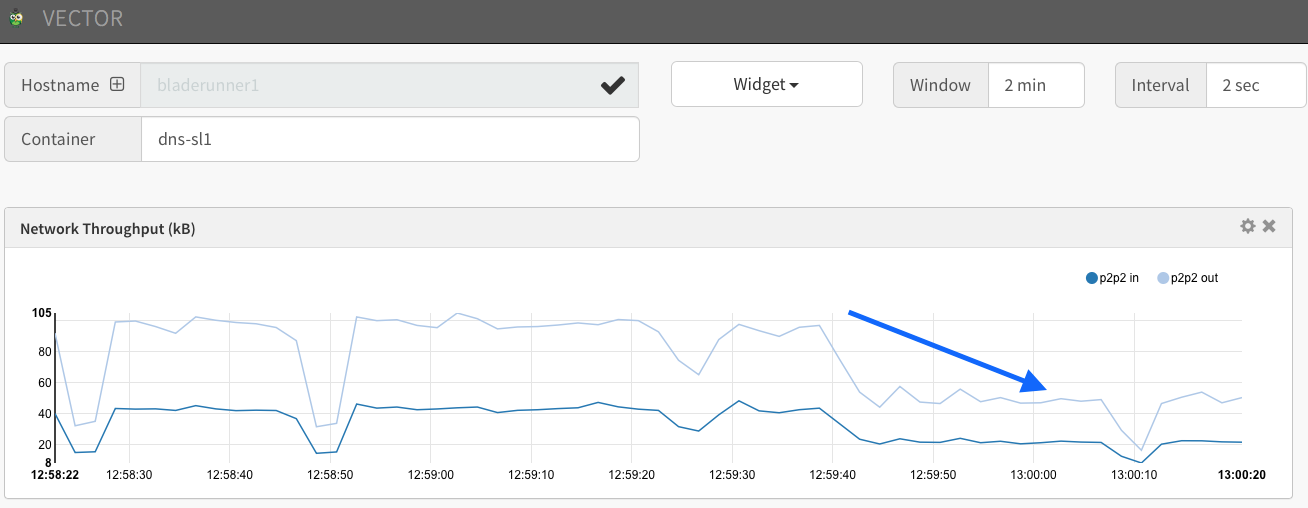 VECTOR
Hostname bladerunner1 Widget Window 2 min Interval 2 sec
Container dns-sl1
Network Throughput (kB)
p2p2 in p2p2 out
105
80
60
40
20
8
12:58:22 12:58:30 12:58:40 12:58:50 12:59:00 12:59:10 12:59:20 12:59:30 12:59:40 12:59:50 13:00:00 13:00:10 13:00:20